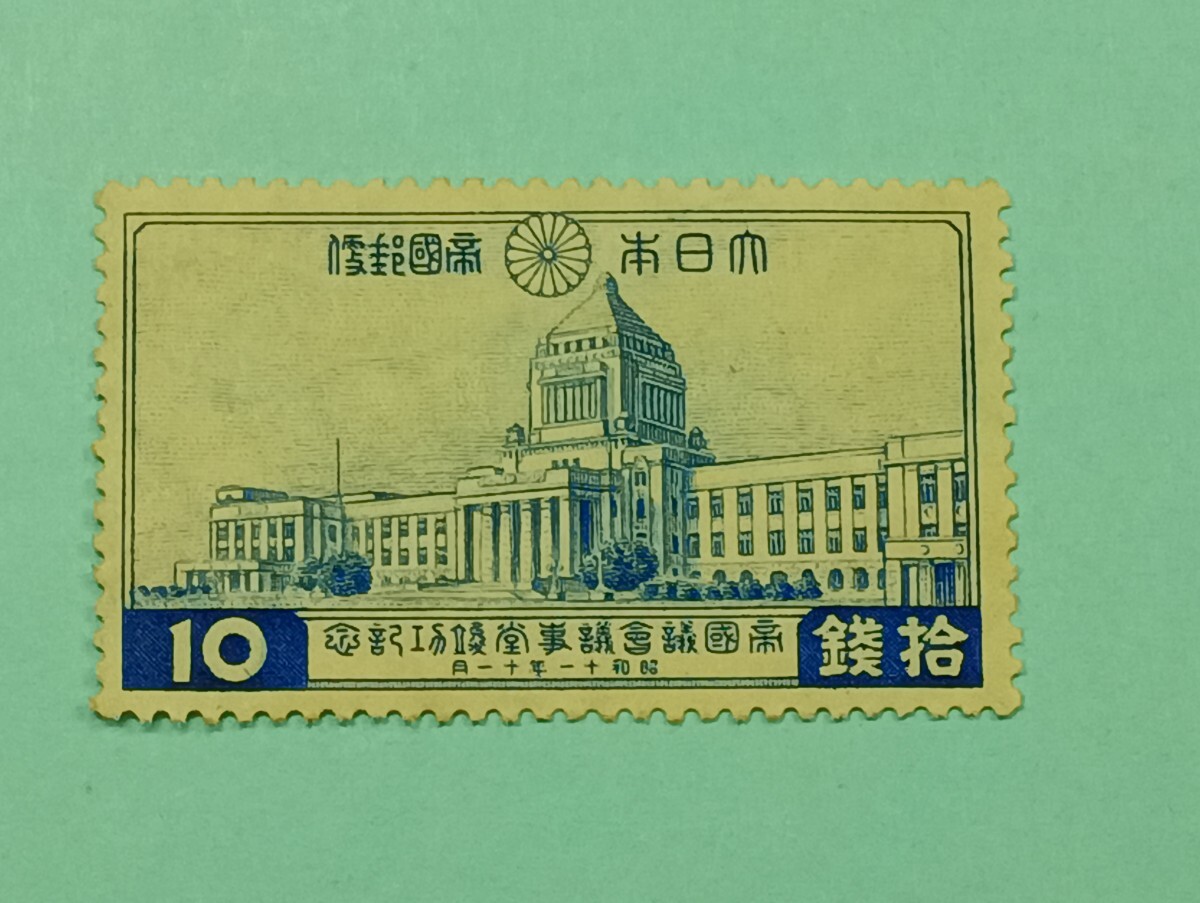 大日本帝國郵便
帝國議會議事堂竣功記念
昭和十一年十一月
拾錢
10